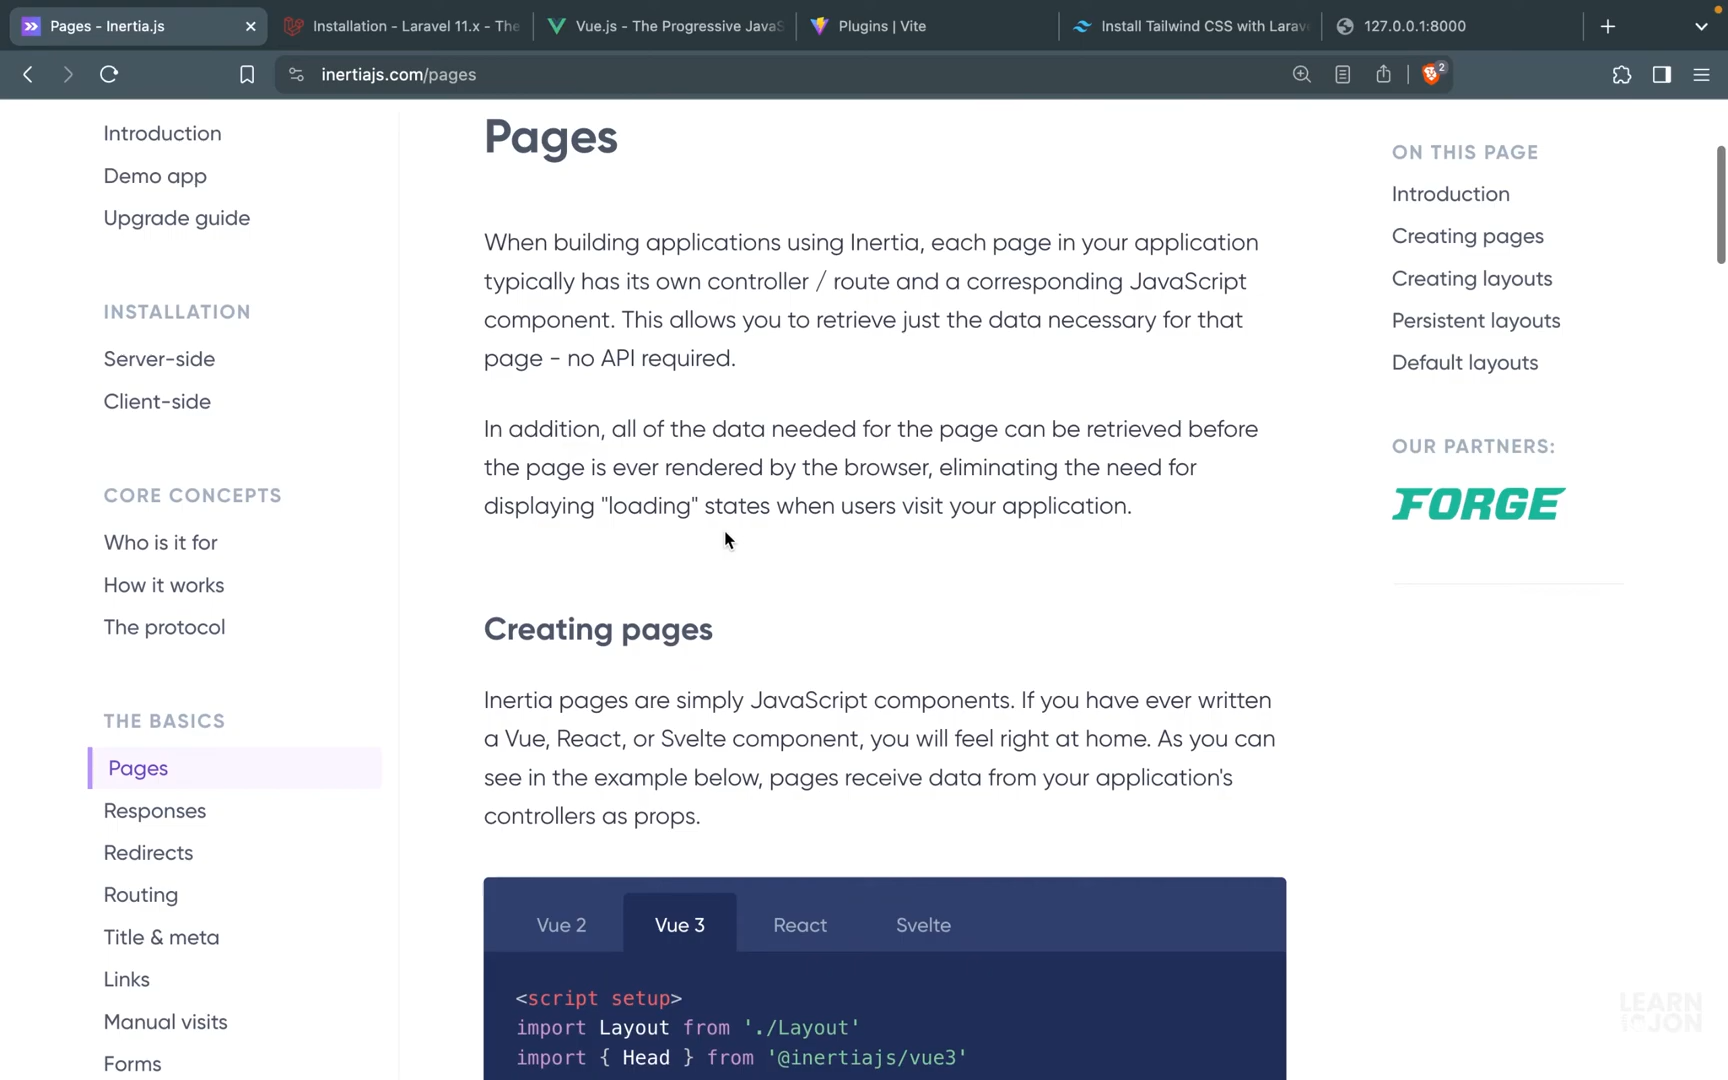 Pages - Inertia.js
Installation - Laravel 11.x - The
Vue.js - The Progressive JavaS
Plugins | Vite
Install Tailwind CSS with Larave
127.0.0.1:8000
inertiajs.com/pages
2
Introduction
Demo app
Upgrade guide
INSTALLATION
Server-side
Client-side
CORE CONCEPTS
Who is it for
How it works
The protocol
THE BASICS
Pages
Responses
Redirects
Routing
Title & meta
Links
Manual visits
Forms
Pages
When building applications using Inertia, each page in your application
typically has its own controller / route and a corresponding JavaScript
component. This allows you to retrieve just the data necessary for that
page - no API required.
In addition, all of the data needed for the page can be retrieved before
the page is ever rendered by the browser, eliminating the need for
displaying "loading" states when users visit your application.
Creating pages
Inertia pages are simply JavaScript components. If you have ever written
a Vue, React, or Svelte component, you will feel right at home. As you can
see in the example below, pages receive data from your application's
controllers as props.
Vue 2
Vue 3
React
Svelte
<script setup>
import Layout from './Layout'
import { Head } from '@inertiajs/vue3'
ON THIS PAGE
Introduction
Creating pages
Creating layouts
Persistent layouts
Default layouts
OUR PARTNERS:
FORGE
LEARN
JON